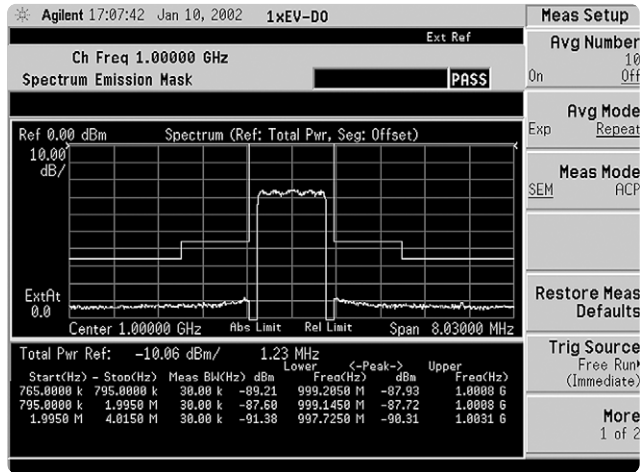 Agilent 17:07:42 Jan 10, 2002 1xEV-DO
Meas Setup
Ext Ref
Ch Freq 1.00000 GHz
Spectrum Emission Mask
PASS
Avg Number
10
On Off
Avg Mode
Exp Repeat
Meas Mode
SEM ACP
Restore Meas
Defaults
Trig Source
Free Run
(Immediate)
More
1 of 2
Ref 0.00 dBm Spectrum (Ref: Total Pwr, Seg: Offset)
10.00
dB/
ExtAt
0.0
Center 1.00000 GHz Abs Limit Rel Limit Span 8.03000 MHz
Total Pwr Ref: -10.06 dBm/ 1.23 MHz
Lower <-Peak-> Upper
Start(Hz) - Stop(Hz) Meas BW(Hz) dBm Freq(Hz) dBm Freq(Hz)
765.0000 k 795.0000 k 30.00 k -89.21 999.2050 M -87.93 1.0008 G
795.0000 k 1.9950 M 30.00 k -87.60 999.1450 M -87.72 1.0008 G
1.9950 M 4.0150 M 30.00 k -91.38 997.7250 M -90.31 1.0031 G